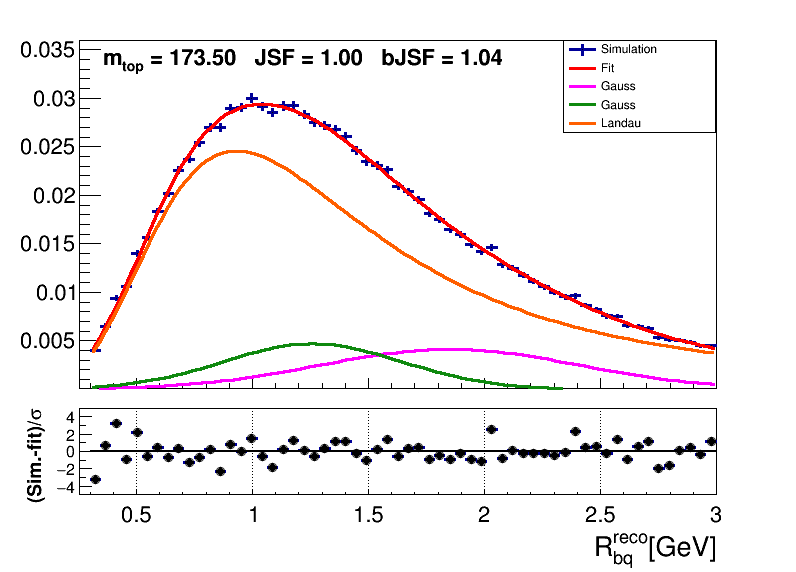 m_top = 173.50 JSF = 1.00 bJSF = 1.04
Simulation
Fit
Gauss
Gauss
Landau
0.035
0.03
0.025
0.02
0.015
0.01
0.005
(Sim.-fit)/σ
4
2
0
−2
−4
0.5 1 1.5 2 2.5 3
R_bq^reco[GeV]